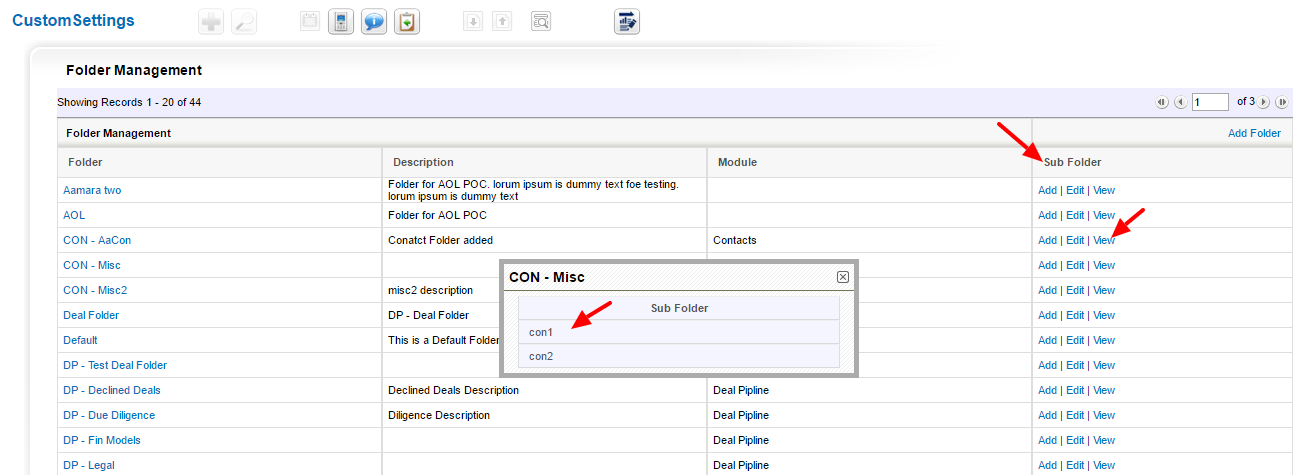 CustomSettings
Folder Management
Showing Records 1 - 20 of 44
1 of 3
Folder Management Add Folder
Folder Description Module Sub Folder
Aamara two Folder for AOL POC. lorum ipsum is dummy text foe testing. Add | Edit | View
lorum ipsum is dummy text
AOL Folder for AOL POC Add | Edit | View
CON - AaCon Conatct Folder added Contacts Add | Edit | View
CON - Misc Add | Edit | View
CON - Misc2 misc2 description Add | Edit | View
Deal Folder DP - Deal Folder Add | Edit | View
Default This is a Default Folder Add | Edit | View
DP - Test Deal Folder Add | Edit | View
DP - Declined Deals Declined Deals Description Deal Pipline Add | Edit | View
DP - Due Diligence Diligence Description Deal Pipline Add | Edit | View
DP - Fin Models Deal Pipline Add | Edit | View
DP - Legal Deal Pipline Add | Edit | View
CON - Misc
Sub Folder
con1
con2